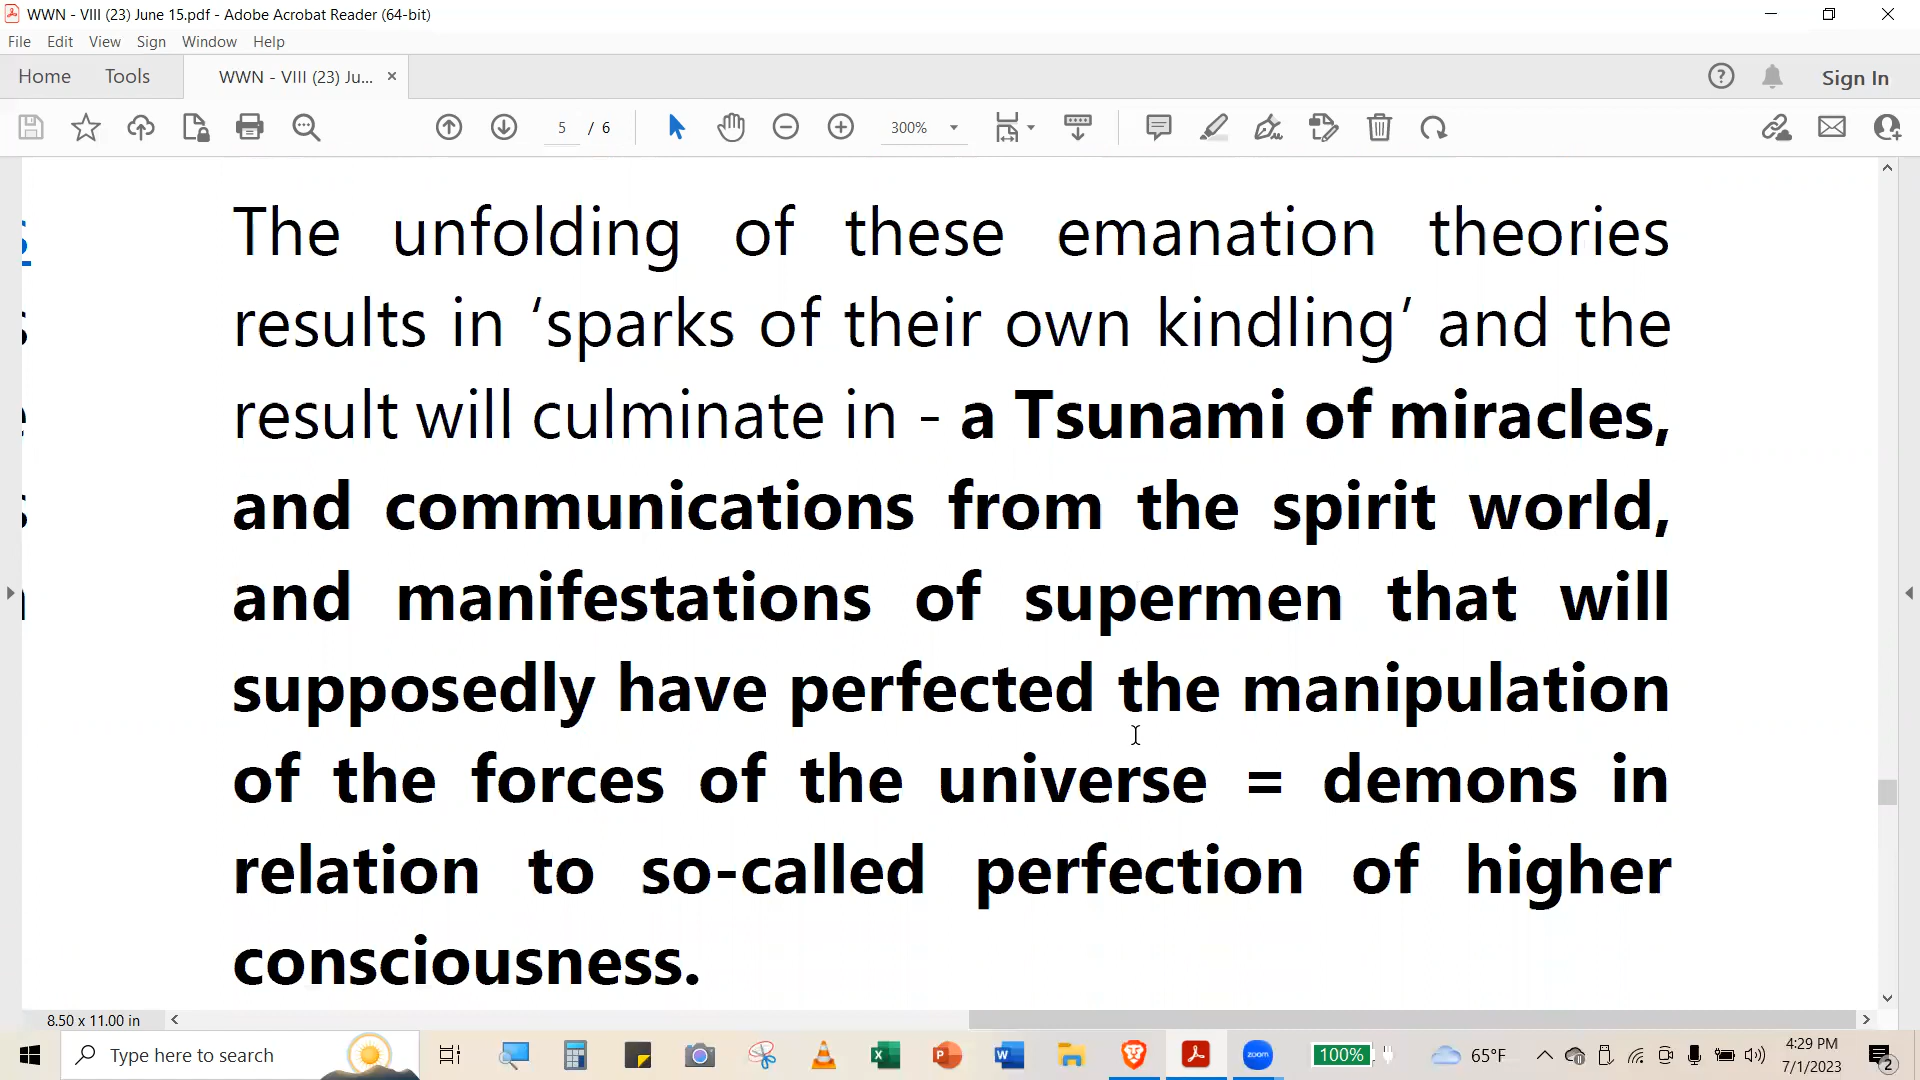 WWN - VIII (23) June 15.pdf - Adobe Acrobat Reader (64-bit)
File Edit View Sign Window Help
Home Tools WWN - VIII (23) Ju... × Sign In
5 / 6 300%
The unfolding of these emanation theories
results in ‘sparks of their own kindling’ and the
result will culminate in - a Tsunami of miracles,
and communications from the spirit world,
and manifestations of supermen that will
supposedly have perfected the manipulation
of the forces of the universe = demons in
relation to so-called perfection of higher
consciousness.
8.50 x 11.00 in
Type here to search
zoom
100%
65°F
4:29 PM
7/1/2023
2